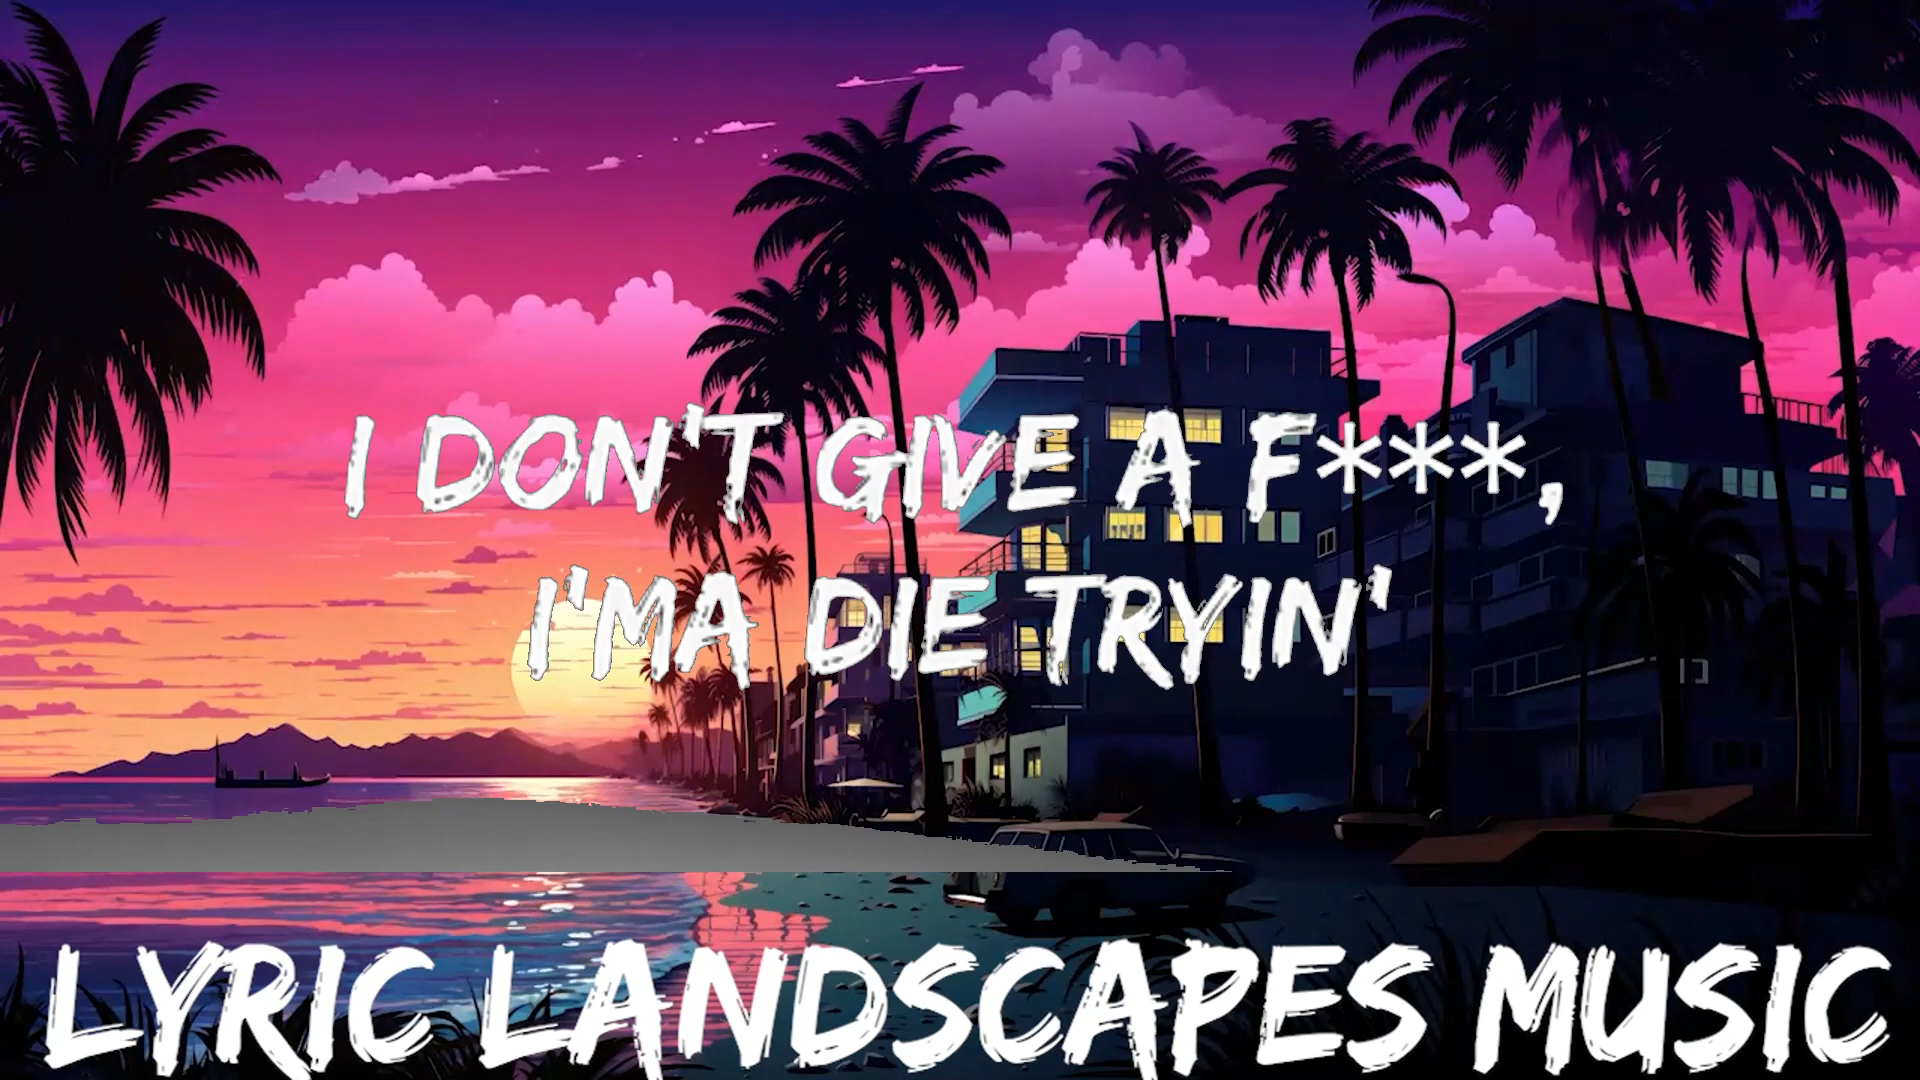 I DON'T GIVE A F***,
I'MA DIE TRYIN'
LYRIC LANDSCAPES MUSIC